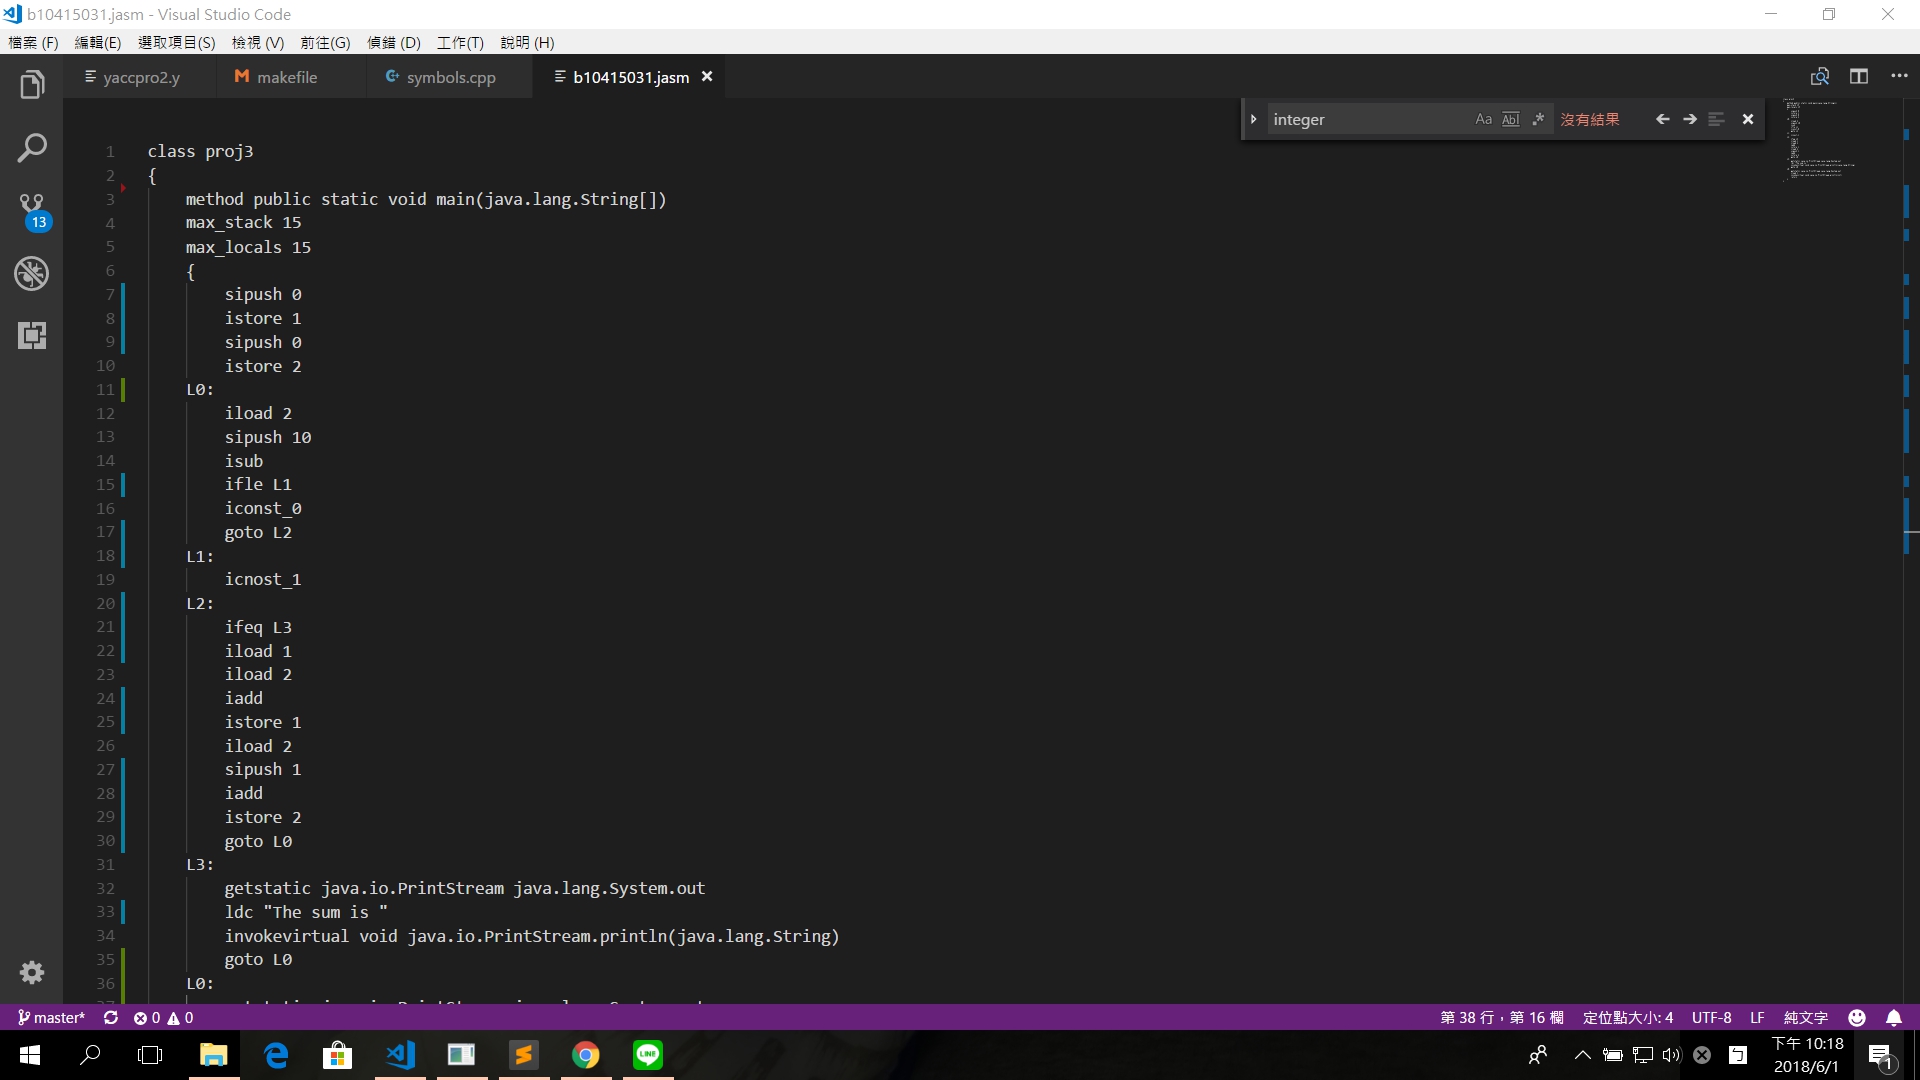 b10415031.jasm - Visual Studio Code
檔案 (F) 編輯(E) 選取項目(S) 檢視 (V) 前往(G) 偵錯 (D) 工作(T) 說明 (H)
yaccpro2.y makefile symbols.cpp b10415031.jasm
integer Aa Abl .* 沒有結果
13
1 class proj3
2 {
3 method public static void main(java.lang.String[])
4 max_stack 15
5 max_locals 15
6 {
7 sipush 0
8 istore 1
9 sipush 0
10 istore 2
11 L0:
12 iload 2
13 sipush 10
14 isub
15 ifle L1
16 iconst_0
17 goto L2
18 L1:
19 icnost_1
20 L2:
21 ifeq L3
22 iload 1
23 iload 2
24 iadd
25 istore 1
26 iload 2
27 sipush 1
28 iadd
29 istore 2
30 goto L0
31 L3:
32 getstatic java.io.PrintStream java.lang.System.out
33 ldc "The sum is "
34 invokevirtual void java.io.PrintStream.println(java.lang.String)
35 goto L0
36 L0:
master* 0 0 第 38 行，第 16 欄 定位點大小: 4 UTF-8 LF 純文字
LINE ㄅ 下午 10:18
2018/6/1 1